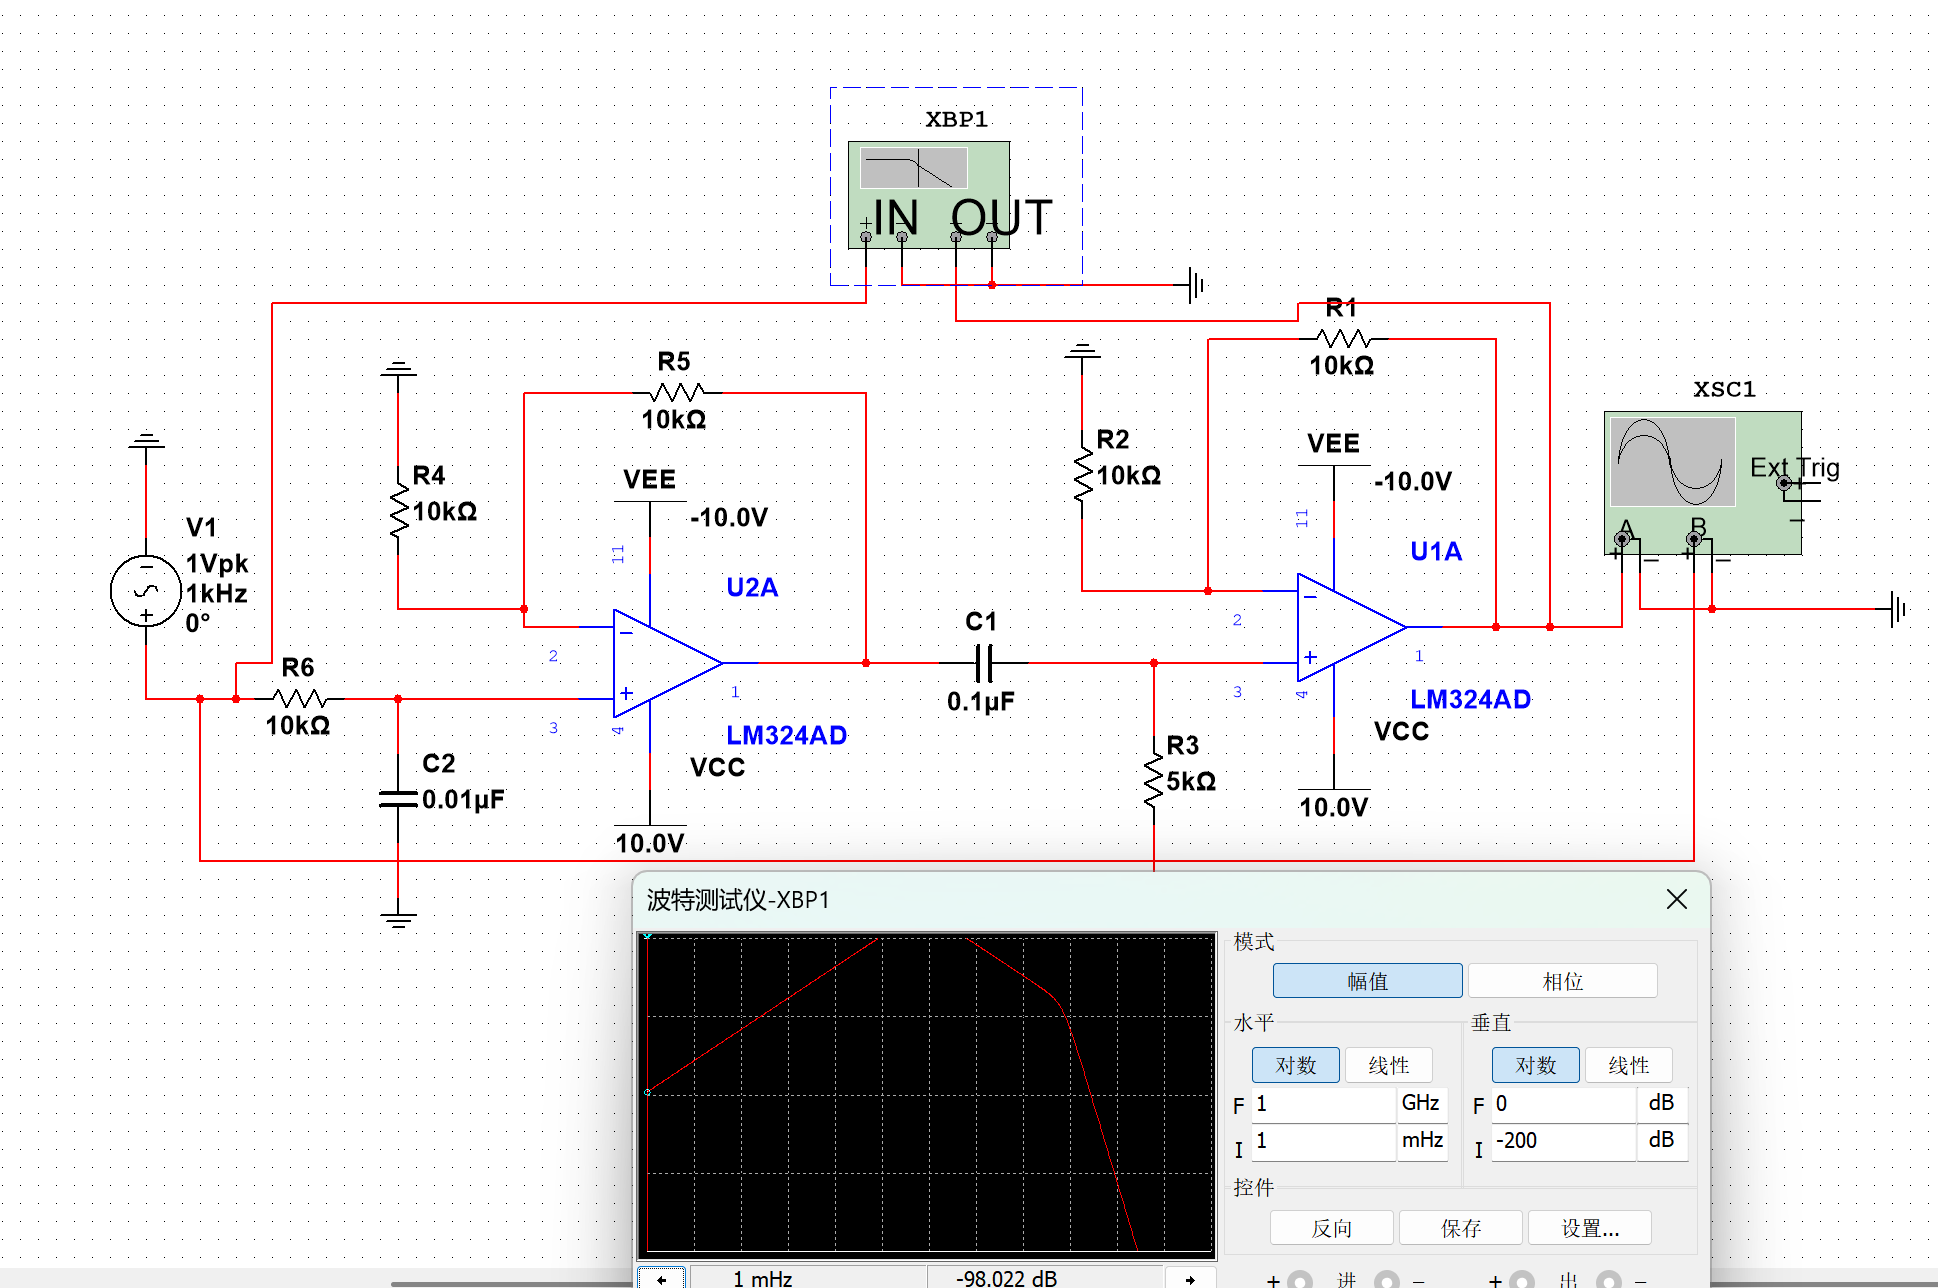 XBP1
IN OUT
R1
10kΩ
R5
10kΩ
XSC1
Ext Trig
A
B
R2
10kΩ
VEE
-10.0V
11
U1A
R4
10kΩ
VEE
-10.0V
11
U2A
V1
1Vpk
1kHz
0°
C1
0.1µF
2
3
1
4
LM324AD
VCC
10.0V
R6
10kΩ
2
3
1
4
LM324AD
VCC
10.0V
C2
0.01µF
R3
5kΩ
波特测试仪-XBP1
模式
幅值 相位
水平 垂直
对数 线性 对数 线性
F 1 GHz F 0 dB
I 1 mHz I -200 dB
控件
反向 保存 设置...
1 mHz -98.022 dB
+ 进 − + 出 −